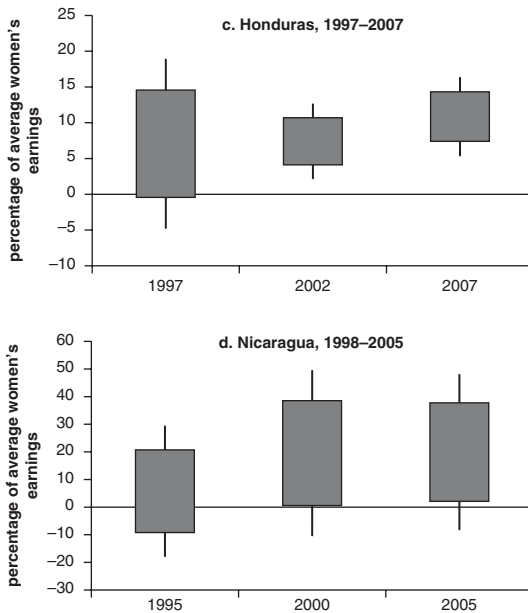 c. Honduras, 1997–2007
percentage of average women's
earnings
25
20
15
10
5
0
–5
–10
1997 2002 2007
d. Nicaragua, 1998–2005
percentage of average women's
earnings
60
50
40
30
20
10
0
–10
–20
–30
1995 2000 2005